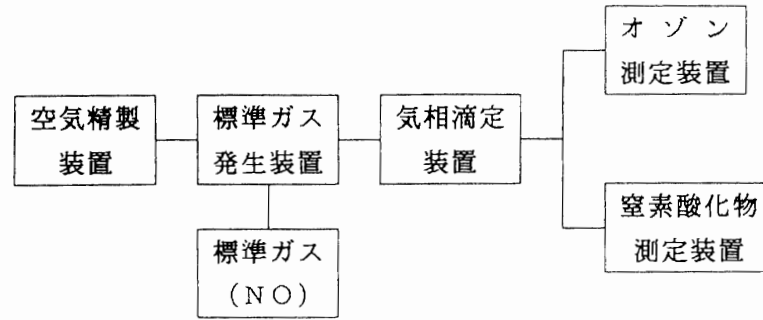 空気精製
装置
標準ガス
発生装置
標準ガス
(NO)
気相滴定
装置
オゾン
測定装置
窒素酸化物
測定装置